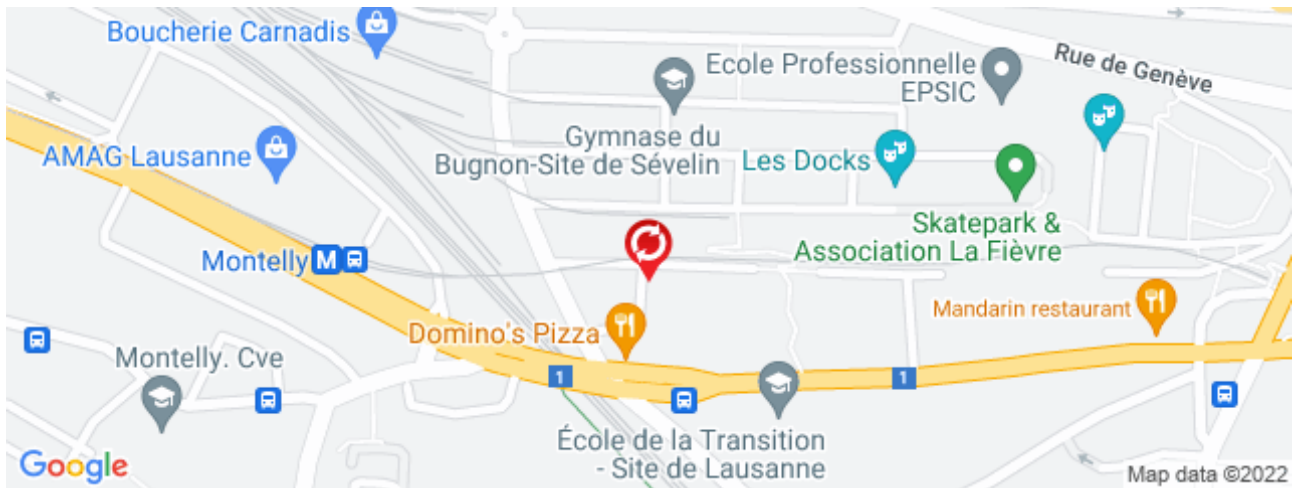 Boucherie Carnadis
Ecole Professionnelle
EPSIC
Rue de Genève
Gymnase du
Bugnon-Site de Sévelin
AMAG Lausanne
Les Docks
Skatepark &
Association La Fièvre
Montelly M
Mandarin restaurant
Domino's Pizza
Montelly. Cve
1
1
École de la Transition
- Site de Lausanne
Google
Map data ©2022